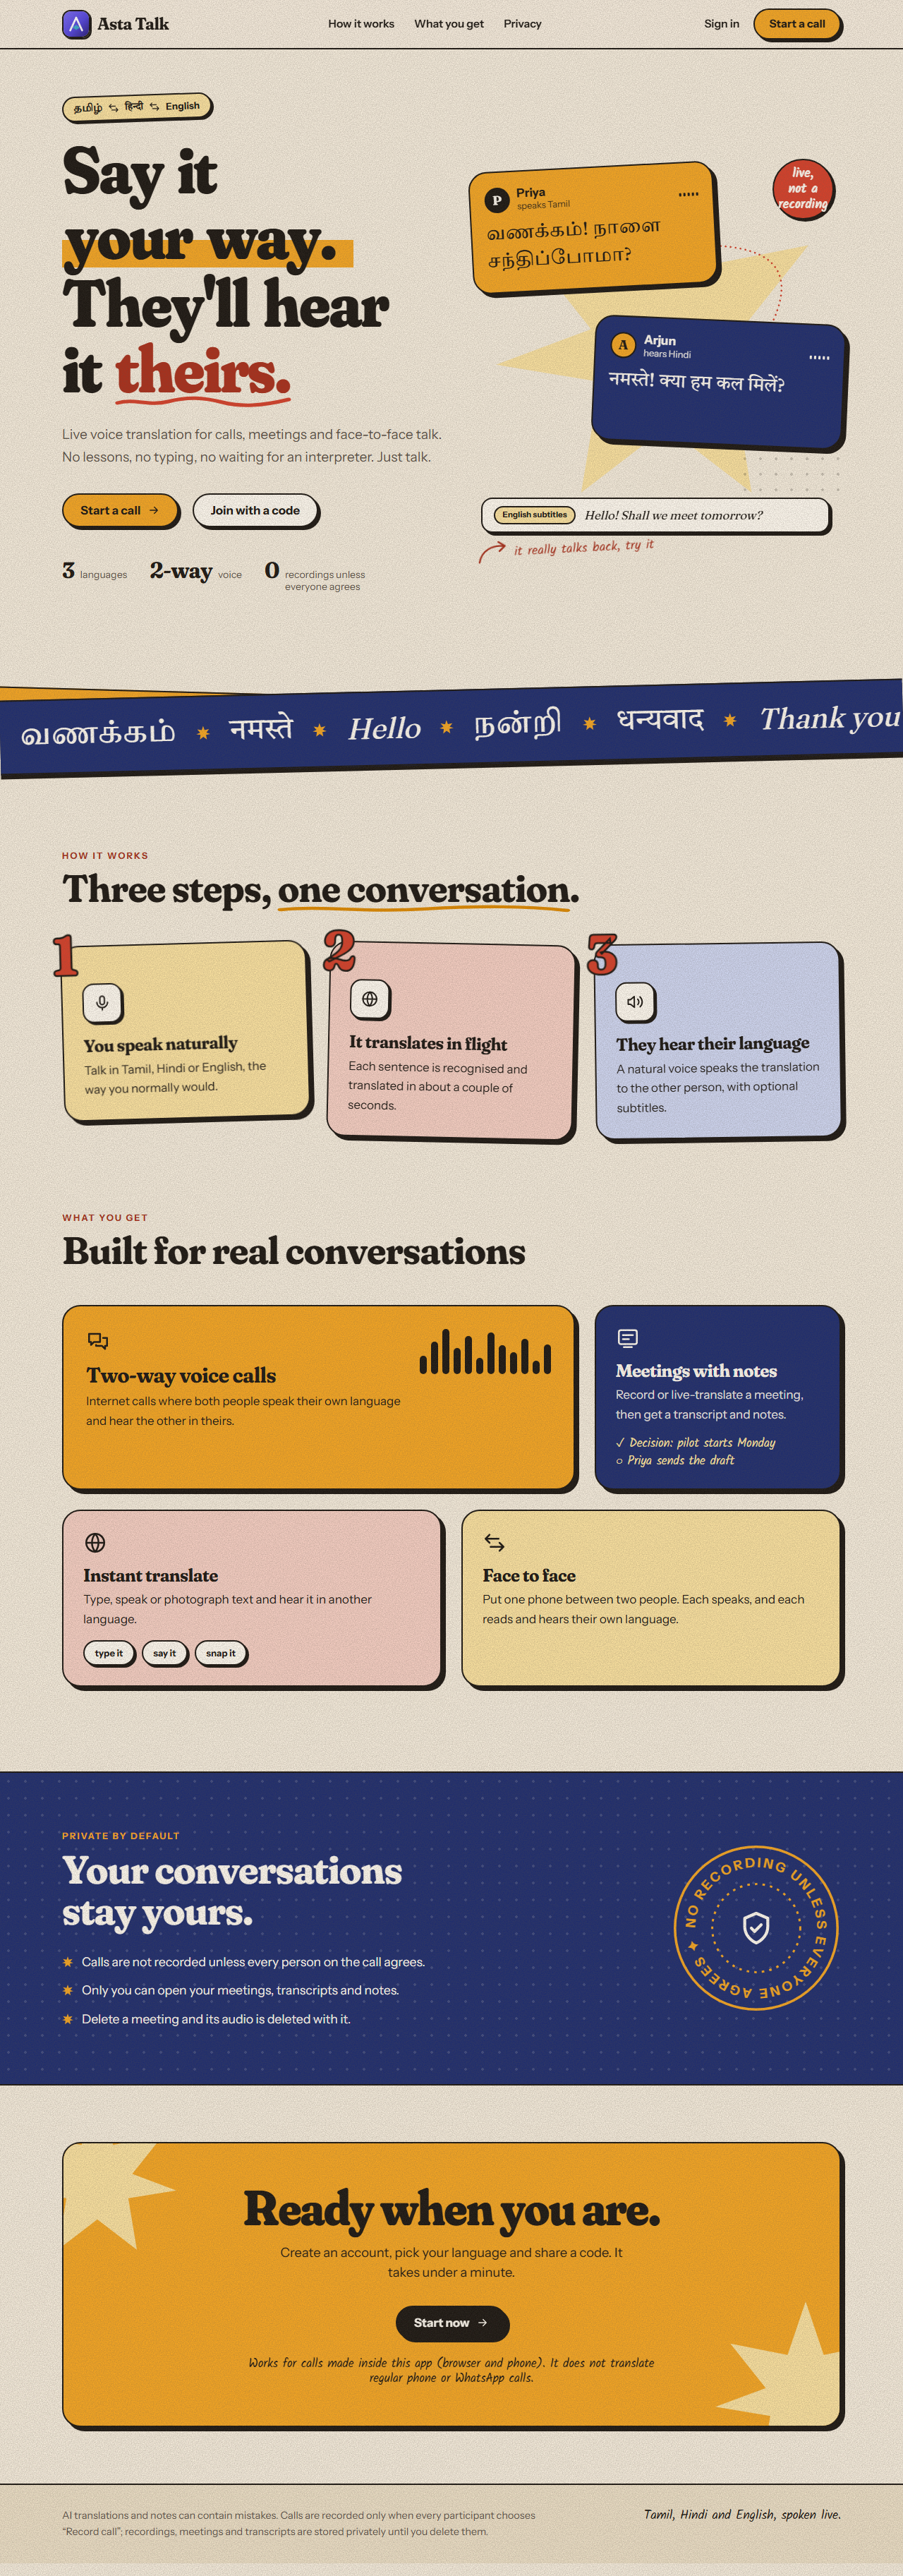 Asta Talk
How it works
What you get
Privacy
Sign in
Start a call
தமிழ் ⇆ हिन्दी ⇆ English
Say it
your way.
They'll hear
it theirs.
Live voice translation for calls, meetings and face-to-face talk.
No lessons, no typing, no waiting for an interpreter. Just talk.
Start a call →
Join with a code
3 languages
2-way voice
0 recordings unless
everyone agrees
P
Priya
speaks Tamil
வணக்கம்! நாளை
சந்திப்போமா?
live,
not a
recording
A
Arjun
hears Hindi
नमस्ते! क्या हम कल मिलें?
English subtitles
Hello! Shall we meet tomorrow?
it really talks back, try it
வணக்கம் नमस्ते Hello நன்றி धन्यवाद Thank you
HOW IT WORKS
Three steps, one conversation.
1
You speak naturally
Talk in Tamil, Hindi or English, the
way you normally would.
2
It translates in flight
Each sentence is recognised and
translated in about a couple of
seconds.
3
They hear their language
A natural voice speaks the translation
to the other person, with optional
subtitles.
WHAT YOU GET
Built for real conversations
Two-way voice calls
Internet calls where both people speak their own language
and hear the other in theirs.
Meetings with notes
Record or live-translate a meeting,
then get a transcript and notes.
✓ Decision: pilot starts Monday
○ Priya sends the draft
Instant translate
Type, speak or photograph text and hear it in another
language.
type it
say it
snap it
Face to face
Put one phone between two people. Each speaks, and each
reads and hears their own language.
PRIVATE BY DEFAULT
Your conversations
stay yours.
Calls are not recorded unless every person on the call agrees.
Only you can open your meetings, transcripts and notes.
Delete a meeting and its audio is deleted with it.
NO RECORDING UNLESS EVERYONE AGREES ✦
Ready when you are.
Create an account, pick your language and share a code. It
takes under a minute.
Start now →
Works for calls made inside this app (browser and phone). It does not translate
regular phone or WhatsApp calls.
AI translations and notes can contain mistakes. Calls are recorded only when every participant chooses
“Record call”; recordings, meetings and transcripts are stored privately until you delete them.
Tamil, Hindi and English, spoken live.